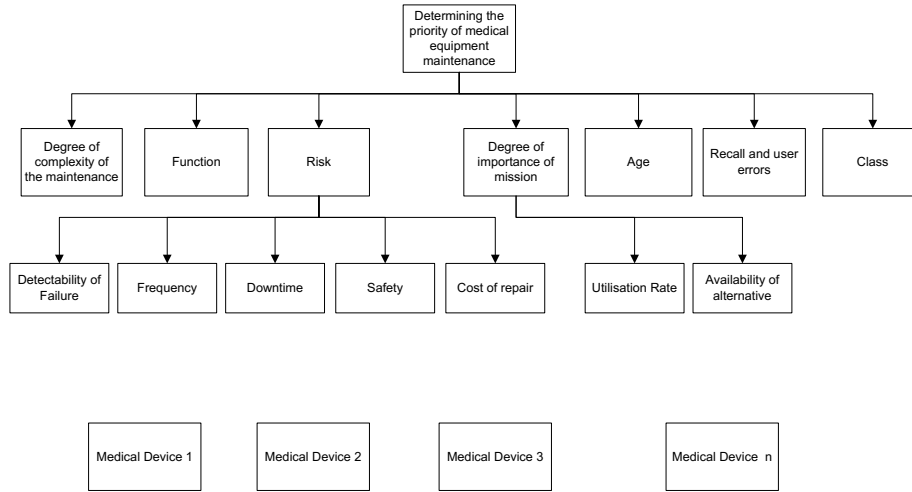 Determining the
priority of medical
equipment
maintenance
Degree of
complexity of
the maintenance
Function
Risk
Degree of
importance of
mission
Age
Recall and user
errors
Class
Detectability of
Failure
Frequency
Downtime
Safety
Cost of repair
Utilisation Rate
Availability of
alternative
Medical Device 1
Medical Device 2
Medical Device 3
Medical Device n